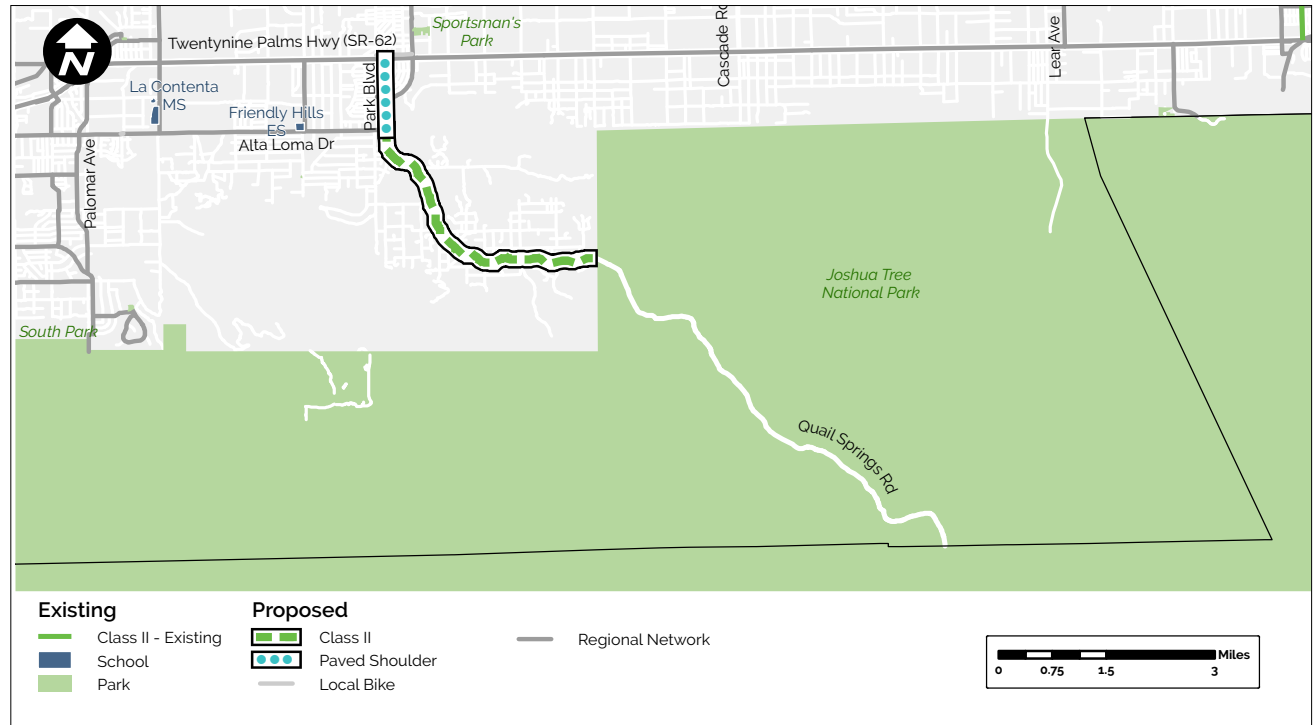 N
Sportsman's
Park
Twentynine Palms Hwy (SR-62)
Cascade Rd
Lear Ave
La Contenta
MS
Park Blvd
Friendly Hills
ES
Alta Loma Dr
Palomar Ave
Joshua Tree
National Park
South Park
Quail Springs Rd
Existing
Class II - Existing
School
Park
Proposed
Class II
Paved Shoulder
Local Bike
Regional Network
Miles
0 0.75 1.5 3